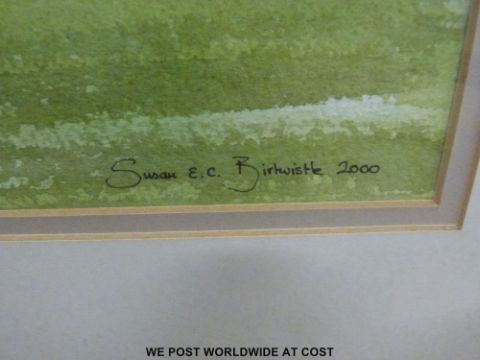 Susan E.C. Birtwistle 2000
WE POST WORLDWIDE AT COST